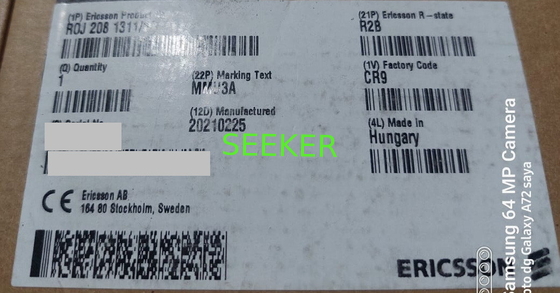 (1P) Ericsson Product
ROJ 208 1311/
(21P) Ericsson R-state
R2B
(Q) Quantity
1
(22P) Marking Text
(1V) Factory Code
CR9
(12D) Manufactured
20210225
(4L) Made in
Hungary
SEEKER
CE Ericsson AB
164 80 Stockholm, Sweden
ERICSSON
Samsung 64 MP Camera
oto dg Galaxy A72 saya